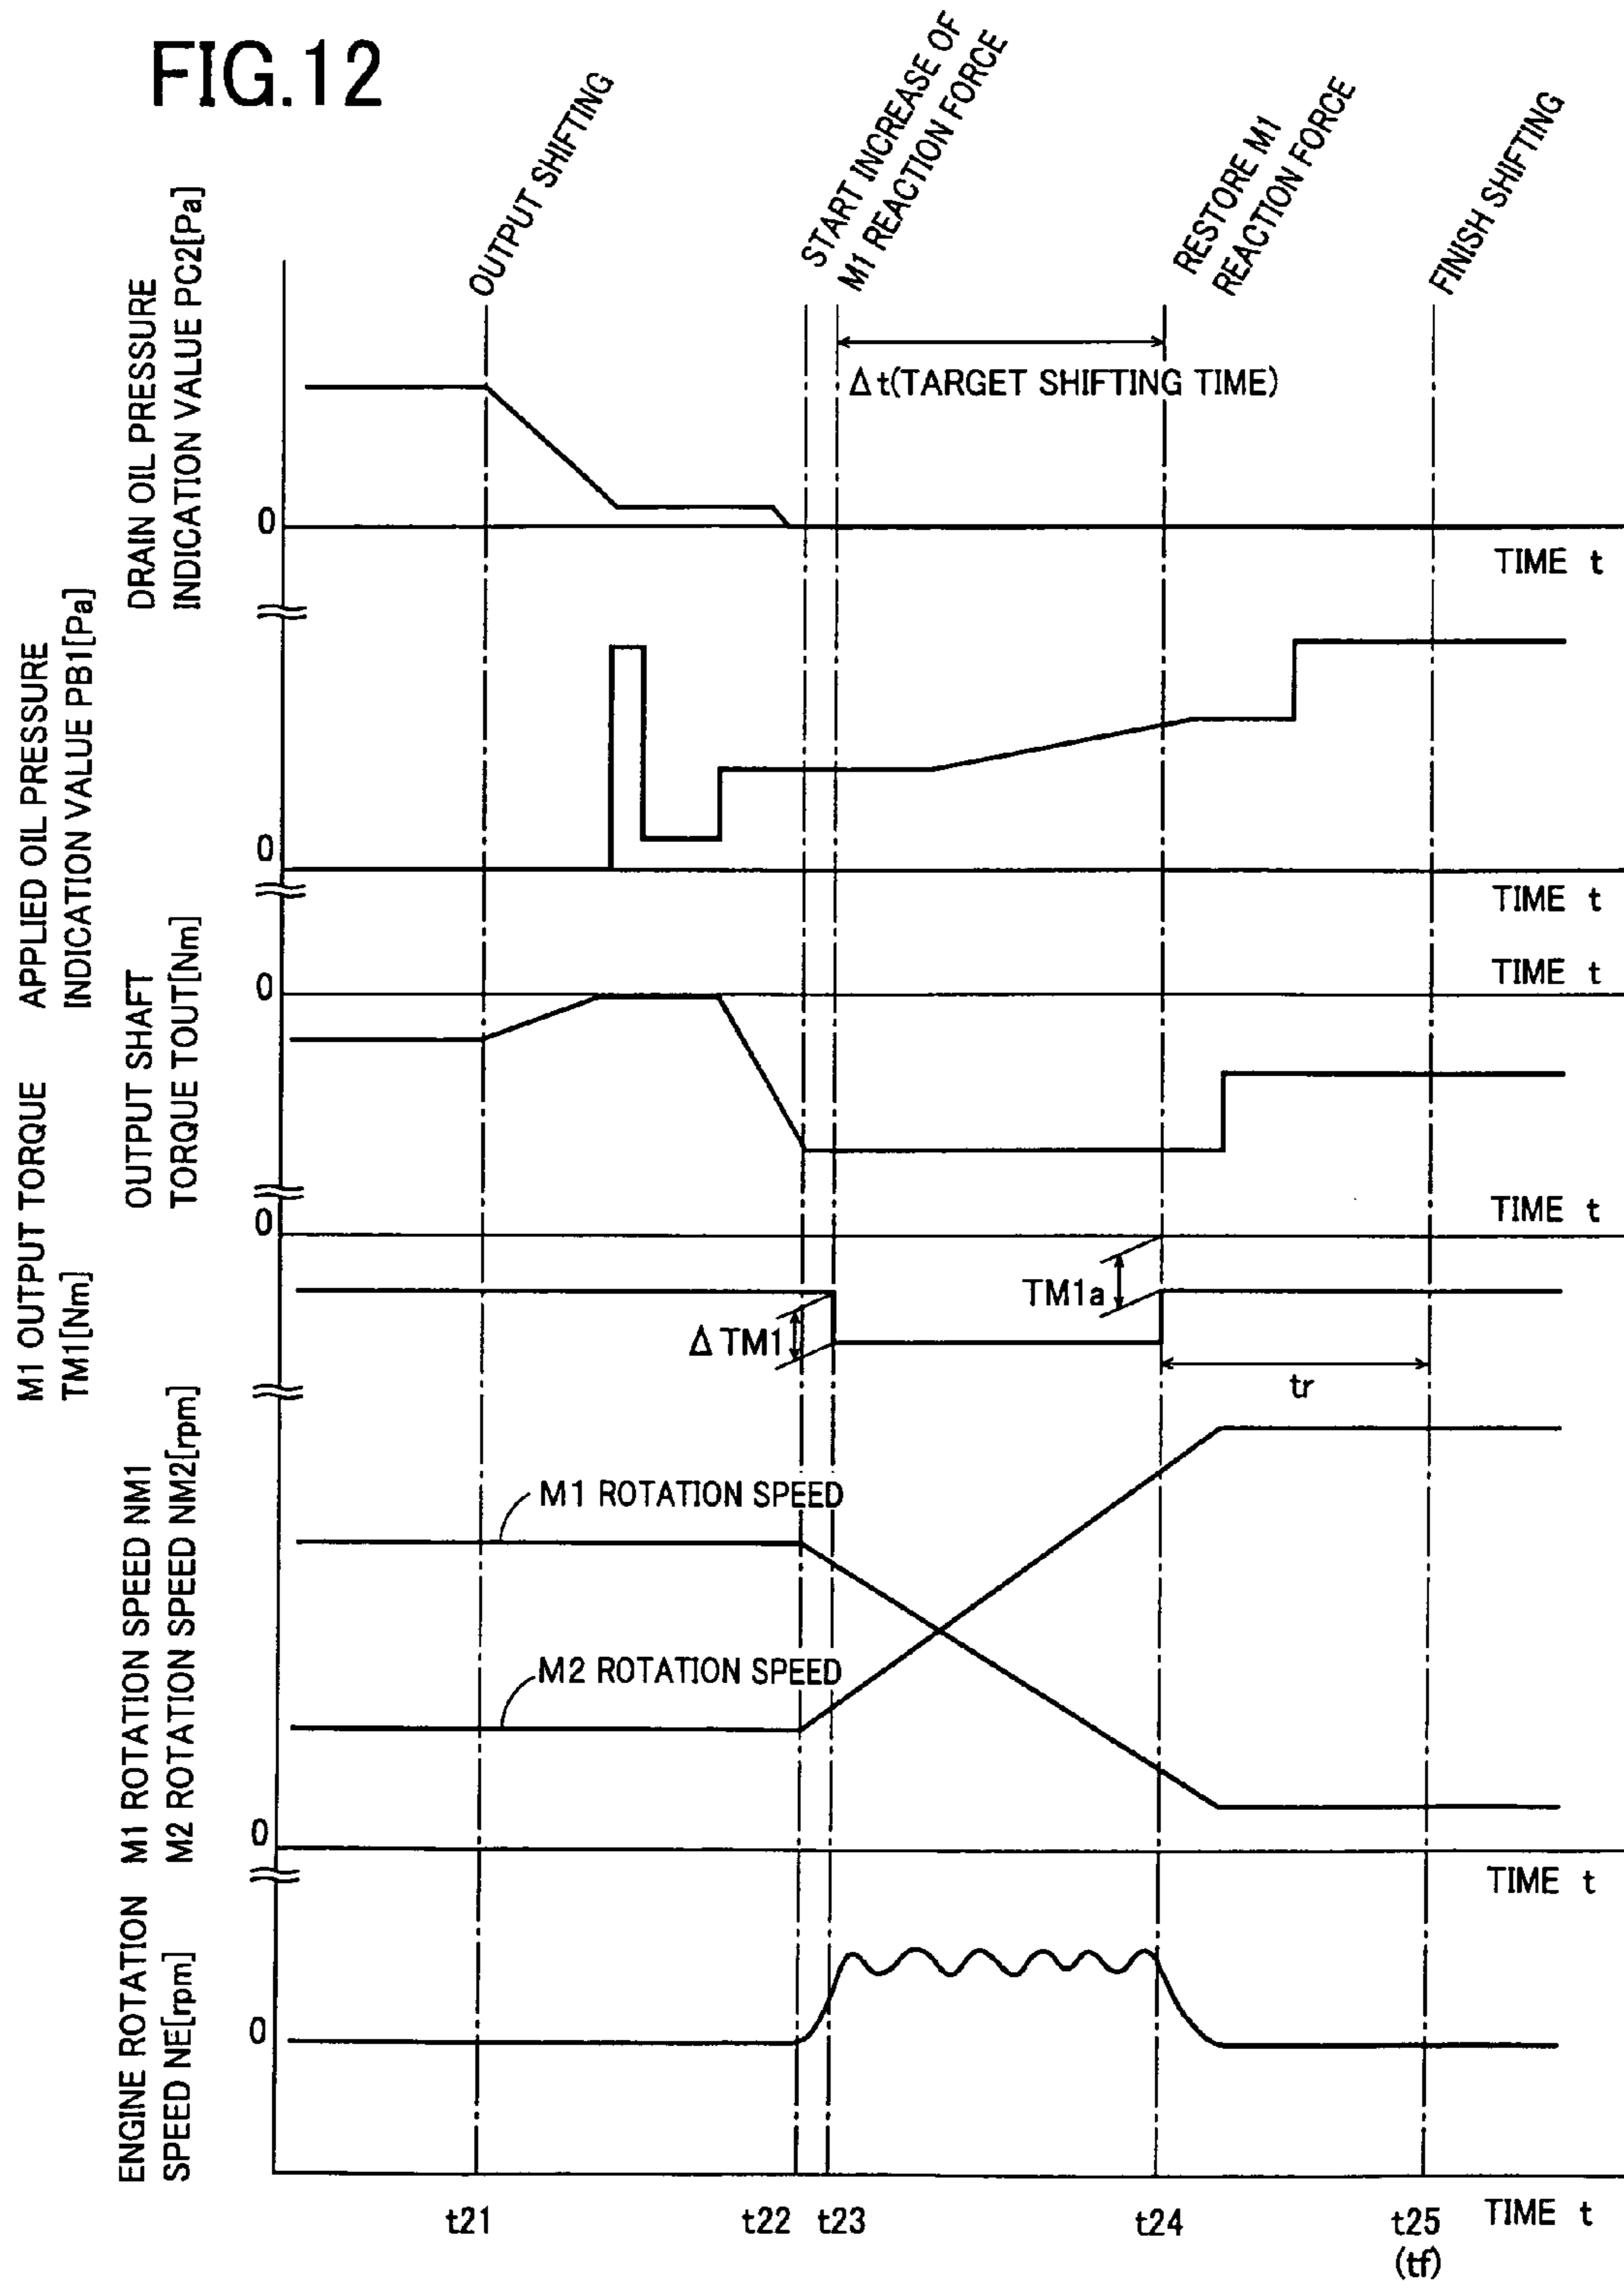 FIG.12
OUTPUT SHIFTING
START INCREASE OF
M1 REACTION FORCE
RESTORE M1
REACTION FORCE
FINISH SHIFTING
DRAIN OIL PRESSURE
INDICATION VALUE PC2[Pa]
Δt(TARGET SHIFTING TIME)
0
TIME t
APPLIED OIL PRESSURE
INDICATION VALUE PB1[Pa]
0
TIME t
OUTPUT SHAFT
TORQUE TOUT[Nm]
0
TIME t
M1 OUTPUT TORQUE
TM1[Nm]
0
TIME t
TM1a
ΔTM1
tr
M1 ROTATION SPEED NM1
M2 ROTATION SPEED NM2[rpm]
M1 ROTATION SPEED
M2 ROTATION SPEED
0
TIME t
ENGINE ROTATION
SPEED NE[rpm]
0
t21
t22
t23
t24
t25
(tf)
TIME t